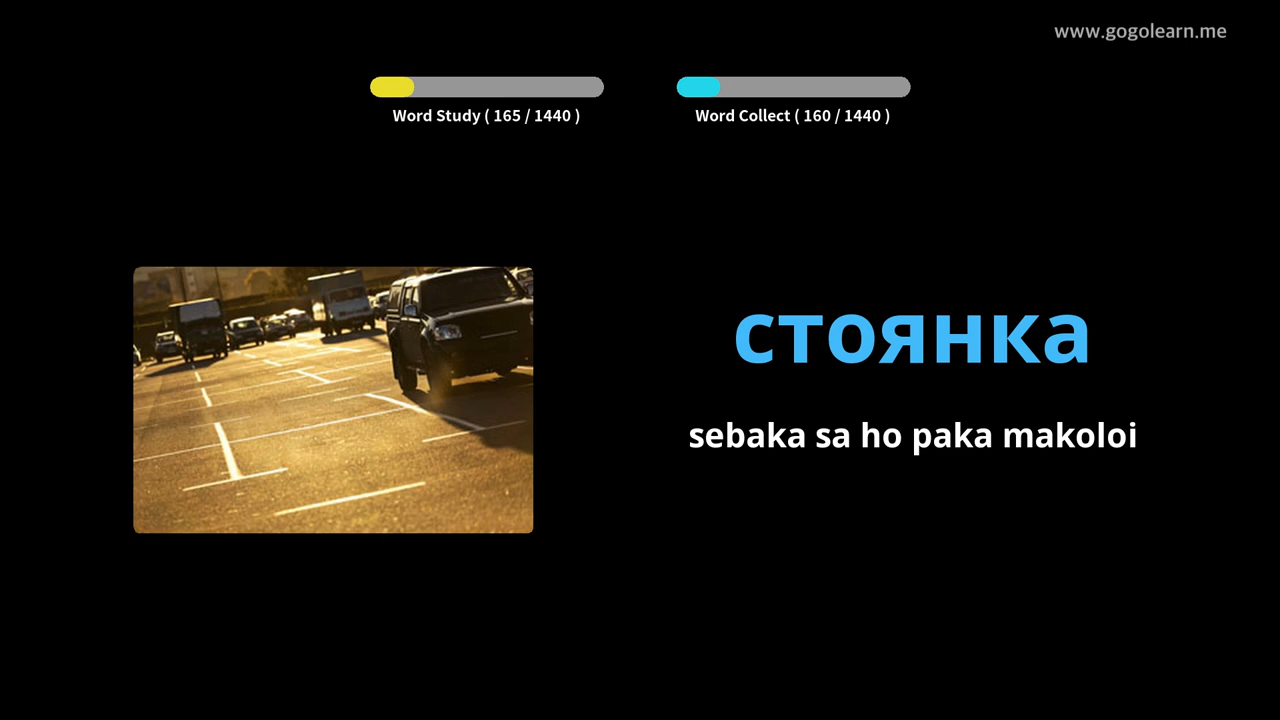 www.gogolearn.me
Word Study ( 165 / 1440 )
Word Collect ( 160 / 1440 )
стоянка
sebaka sa ho paka makoloi